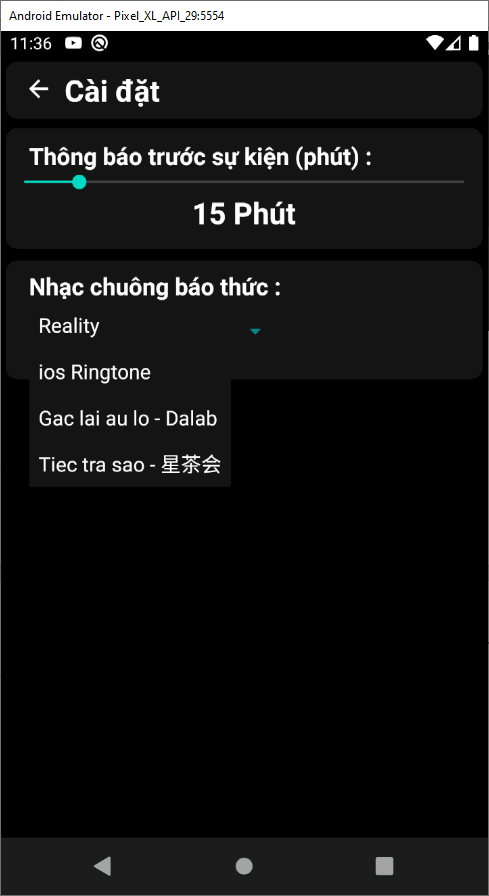 Android Emulator - Pixel_XL_API_29:5554
11:36
Cài đặt
Thông báo trước sự kiện (phút) :
15 Phút
Nhạc chuông báo thức :
Reality
ios Ringtone
Gac lai au lo - Dalab
Tiec tra sao - 星茶会